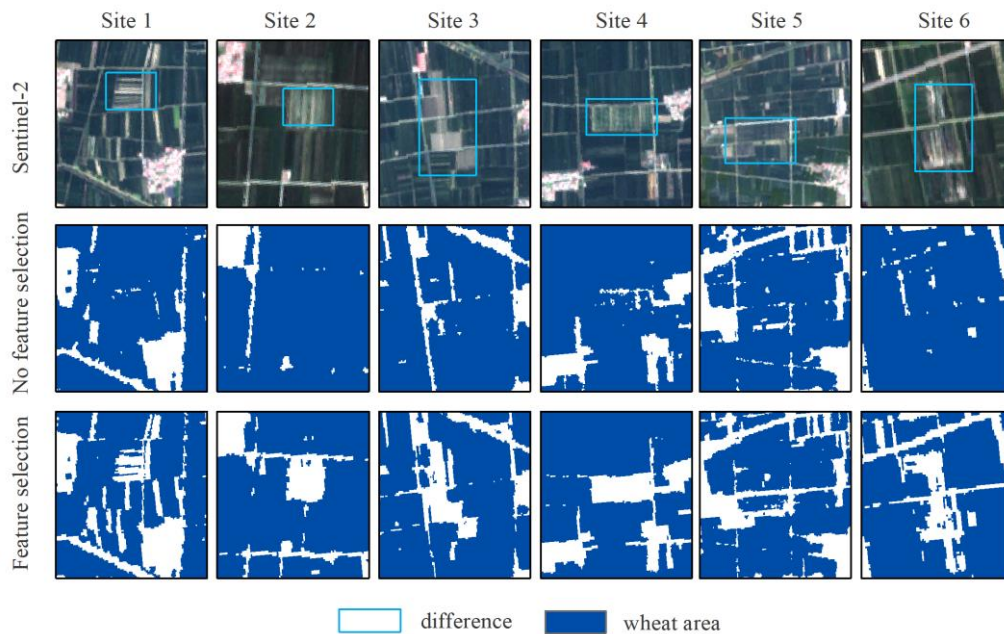 Site 1 Site 2 Site 3 Site 4 Site 5 Site 6
Sentinel-2
No feature selection
Feature selection
difference wheat area